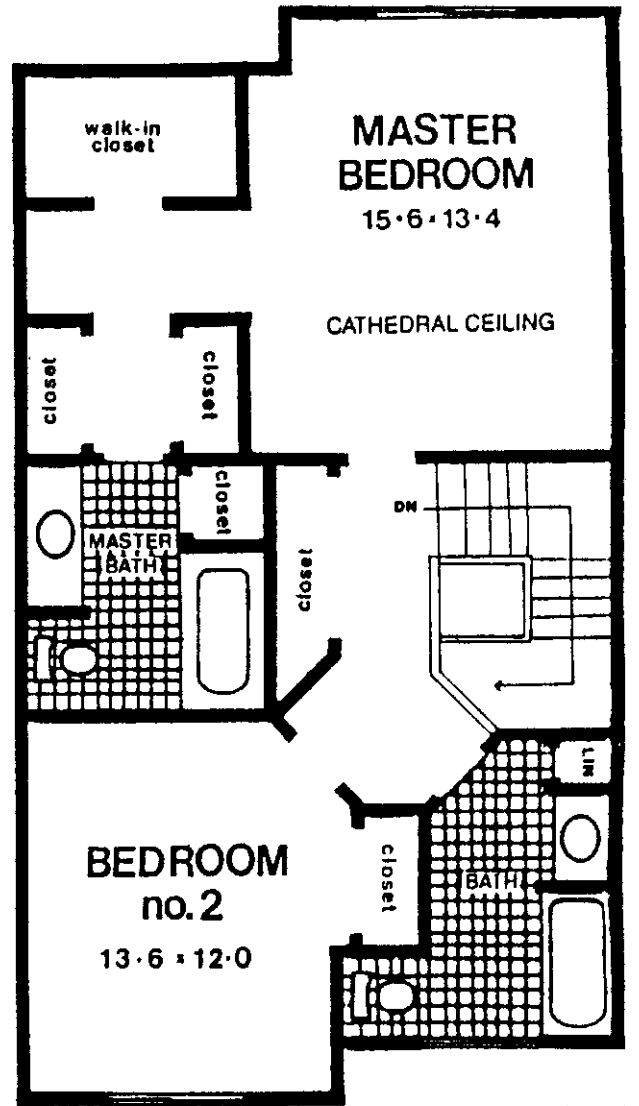 walk-in
closet
MASTER
BEDROOM
15·6 x 13·4
CATHEDRAL CEILING
closet
closet
closet
DN
MASTER
BATH
closet
LIN
BEDROOM
no.2
13·6 x 12·0
closet
BATH